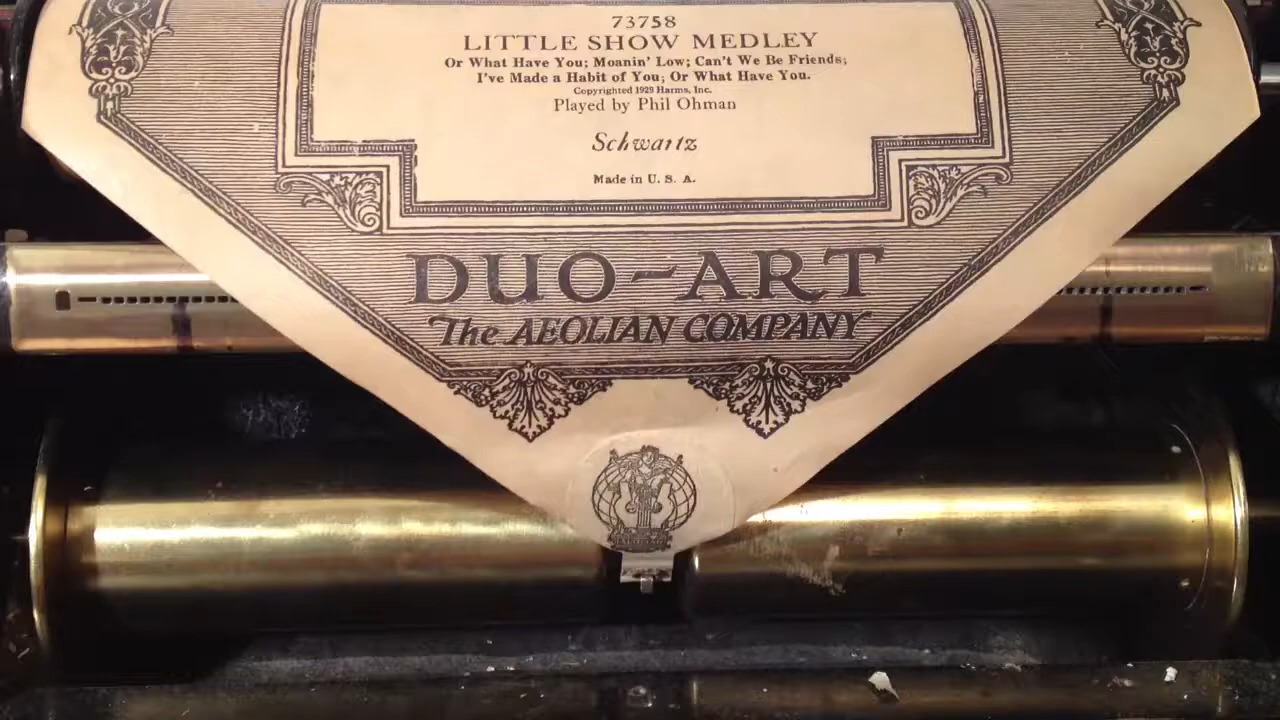 73758
LITTLE SHOW MEDLEY
Or What Have You; Moanin' Low; Can't We Be Friends;
I've Made a Habit of You; Or What Have You.
Copyrighted 1929 Harms, Inc.
Played by Phil Ohman
Schwartz
Made in U. S. A.
DUO-ART
The AEOLIAN COMPANY